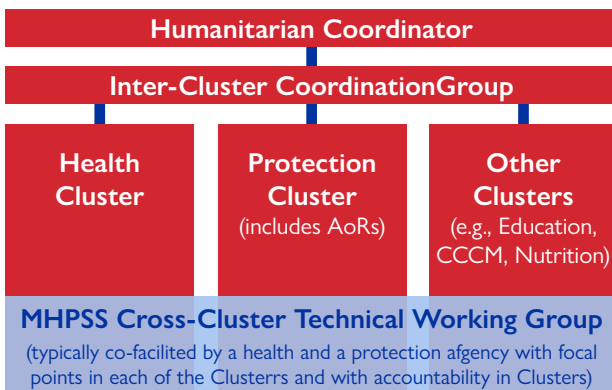 Humanitarian Coordinator
Inter-Cluster CoordinationGroup
Health
Cluster
Protection
Cluster
(includes AoRs)
Other
Clusters
(e.g., Education,
CCCM, Nutrition)
MHPSS Cross-Cluster Technical Working Group
(typically co-facilited by a health and a protection afgency with focal
points in each of the Clusterrs and with accountability in Clusters)